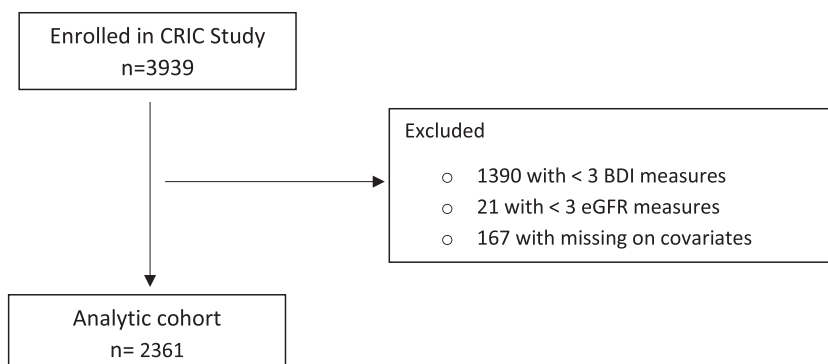 Enrolled in CRIC Study
n=3939
Excluded
○ 1390 with < 3 BDI measures
○ 21 with < 3 eGFR measures
○ 167 with missing on covariates
Analytic cohort
n= 2361